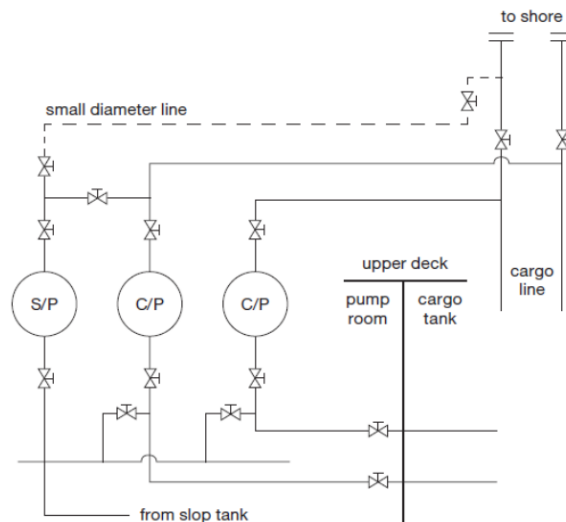 to shore
small diameter line
upper deck
pump
room
cargo
tank
cargo
line
S/P
C/P
C/P
from slop tank